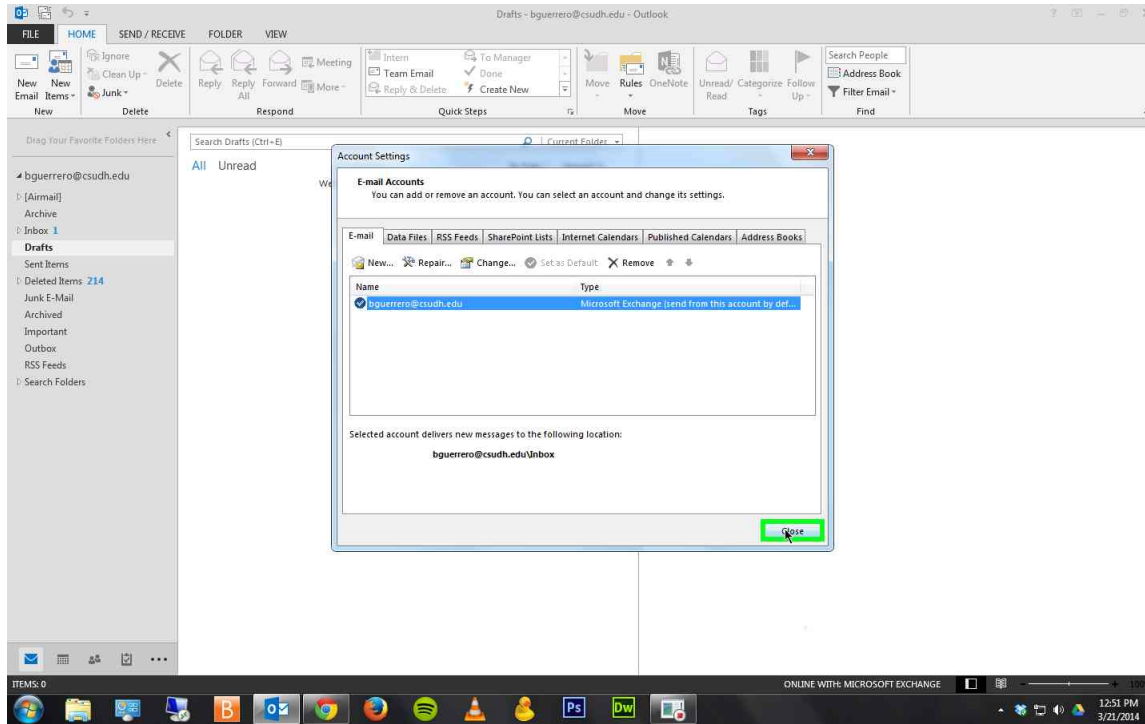 Drafts - bguerrero@csudh.edu - Outlook
FILE HOME SEND / RECEIVE FOLDER VIEW
Ignore
Clean Up
Junk
New Email
New Items
Delete
Reply
Reply All
Forward
Meeting
More
Intern
Team Email
Reply & Delete
To Manager
Done
Create New
Move
Rules
OneNote
Unread/ Read
Categorize
Follow Up
Search People
Address Book
Filter Email
New Delete Respond Quick Steps Move Tags Find
Drag Your Favorite Folders Here
bguerrero@csudh.edu
[Airmail]
Archive
Inbox 1
Drafts
Sent Items
Deleted Items 214
Junk E-Mail
Archived
Important
Outbox
RSS Feeds
Search Folders
Search Drafts (Ctrl+E) Current Folder
All Unread
We
Account Settings
E-mail Accounts
You can add or remove an account. You can select an account and change its settings.
E-mail Data Files RSS Feeds SharePoint Lists Internet Calendars Published Calendars Address Books
New... Repair... Change... Set as Default Remove
Name Type
bguerrero@csudh.edu Microsoft Exchange (send from this account by def...
Selected account delivers new messages to the following location:
bguerrero@csudh.edu\Inbox
Close
ITEMS: 0 ONLINE WITH: MICROSOFT EXCHANGE
Ps Dw
12:51 PM
3/21/2014